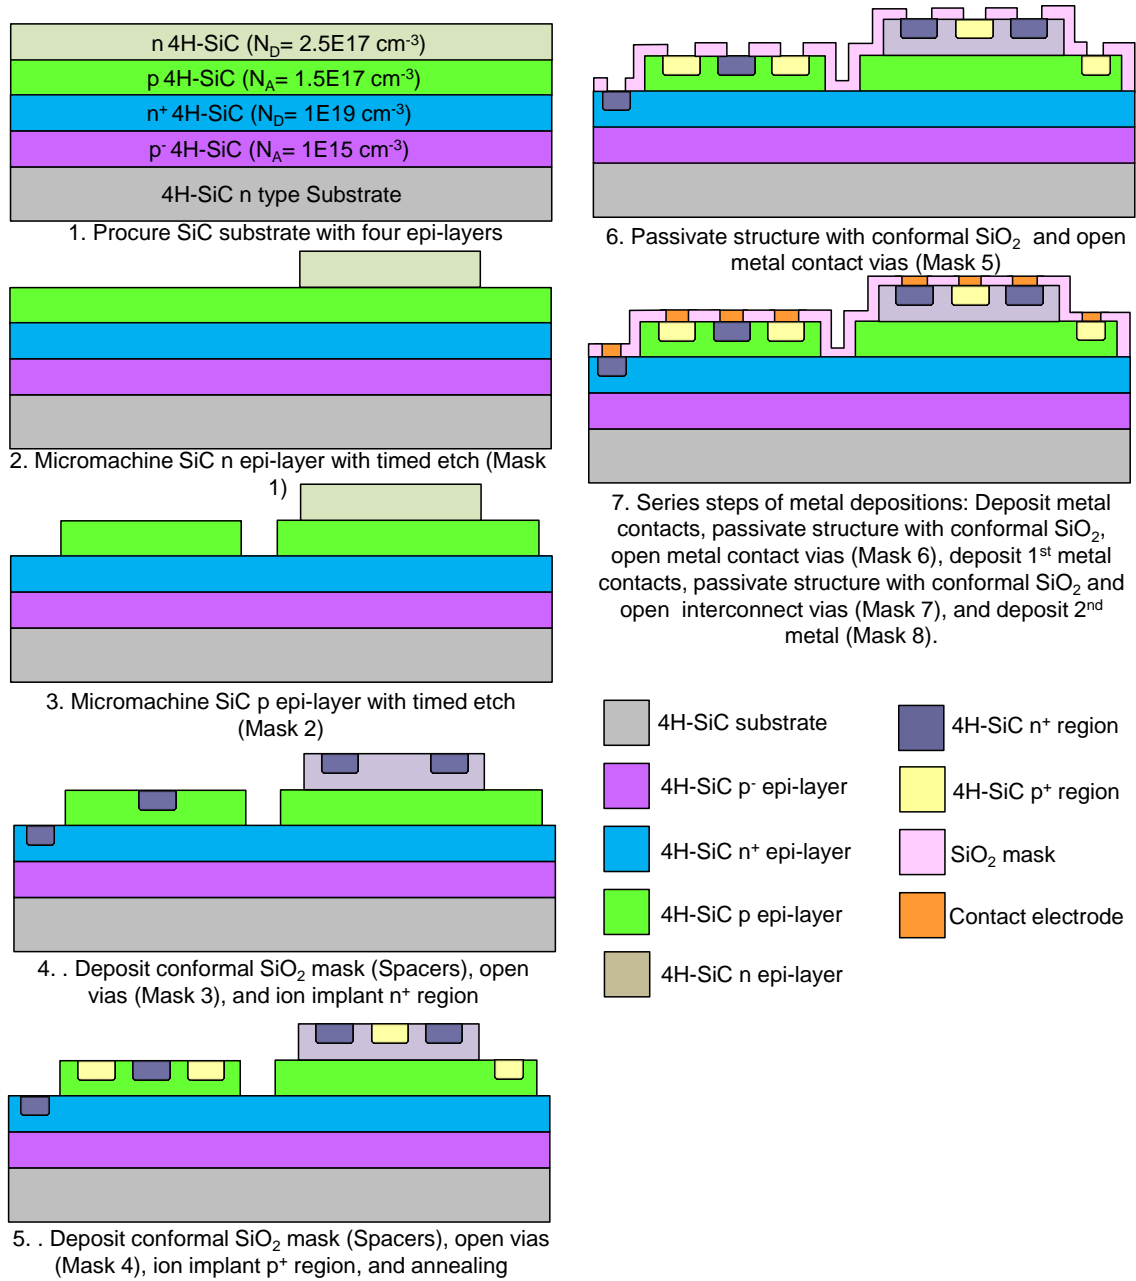 n 4H-SiC (N_D= 2.5E17 cm⁻³)
p 4H-SiC (N_A= 1.5E17 cm⁻³)
n⁺ 4H-SiC (N_D= 1E19 cm⁻³)
p⁻ 4H-SiC (N_A= 1E15 cm⁻³)
4H-SiC n type Substrate
1. Procure SiC substrate with four epi-layers
2. Micromachine SiC n epi-layer with timed etch (Mask
1)
3. Micromachine SiC p epi-layer with timed etch
(Mask 2)
4. . Deposit conformal SiO₂ mask (Spacers), open
vias (Mask 3), and ion implant n⁺ region
5. . Deposit conformal SiO₂ mask (Spacers), open vias
(Mask 4), ion implant p⁺ region, and annealing
6. Passivate structure with conformal SiO₂ and open
metal contact vias (Mask 5)
7. Series steps of metal depositions: Deposit metal
contacts, passivate structure with conformal SiO₂,
open metal contact vias (Mask 6), deposit 1ˢᵗ metal
contacts, passivate structure with conformal SiO₂ and
open interconnect vias (Mask 7), and deposit 2ⁿᵈ
metal (Mask 8).
4H-SiC substrate
4H-SiC p⁻ epi-layer
4H-SiC n⁺ epi-layer
4H-SiC p epi-layer
4H-SiC n epi-layer
4H-SiC n⁺ region
4H-SiC p⁺ region
SiO₂ mask
Contact electrode